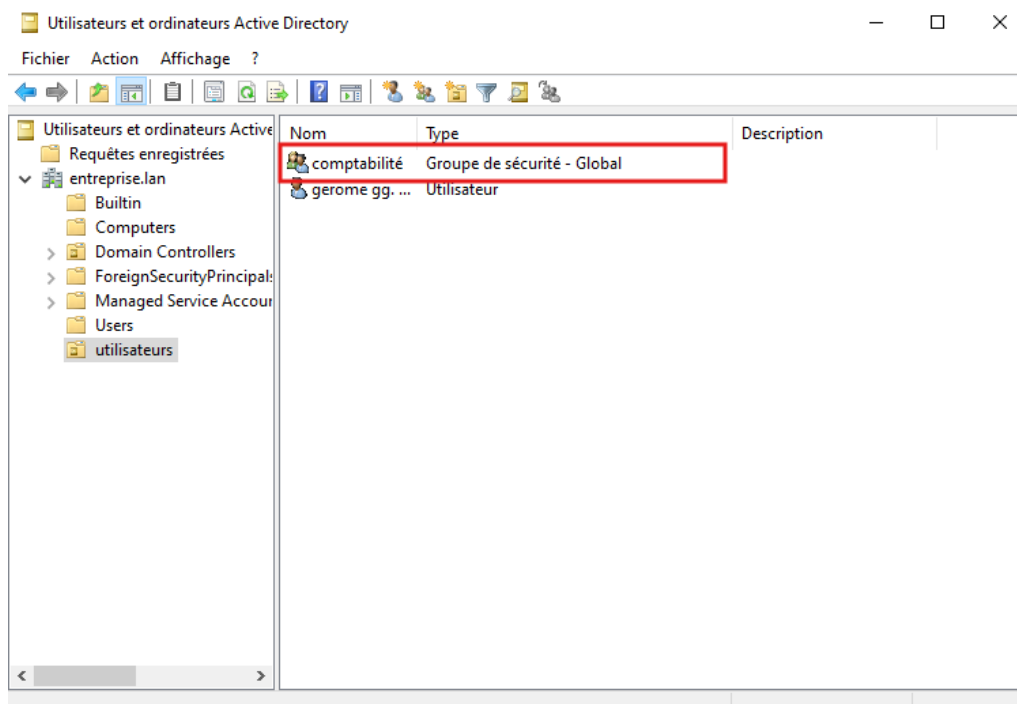 Utilisateurs et ordinateurs Active Directory
Fichier Action Affichage ?
Utilisateurs et ordinateurs Active
Requêtes enregistrées
entreprise.lan
Builtin
Computers
Domain Controllers
ForeignSecurityPrincipal
Managed Service Accour
Users
utilisateurs
Nom Type Description
comptabilité Groupe de sécurité - Global
gerome gg. ... Utilisateur